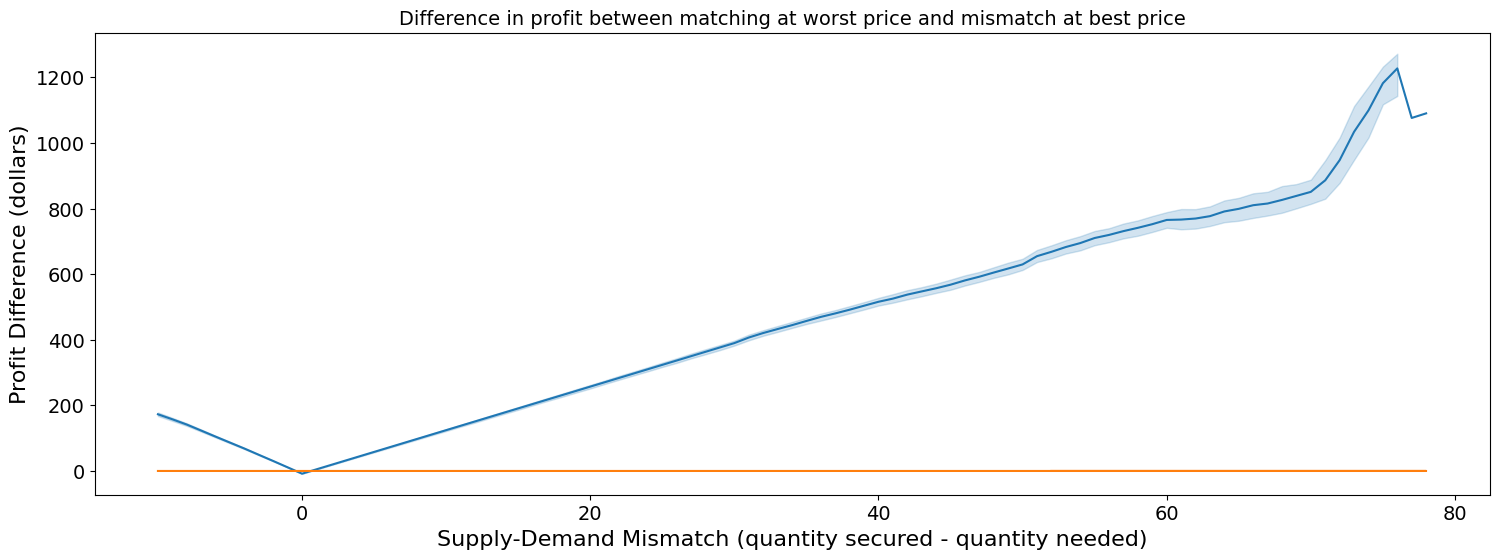 Difference in profit between matching at worst price and mismatch at best price
1200
1000
800
600
400
200
0
Profit Difference (dollars)
0 20 40 60 80
Supply-Demand Mismatch (quantity secured - quantity needed)